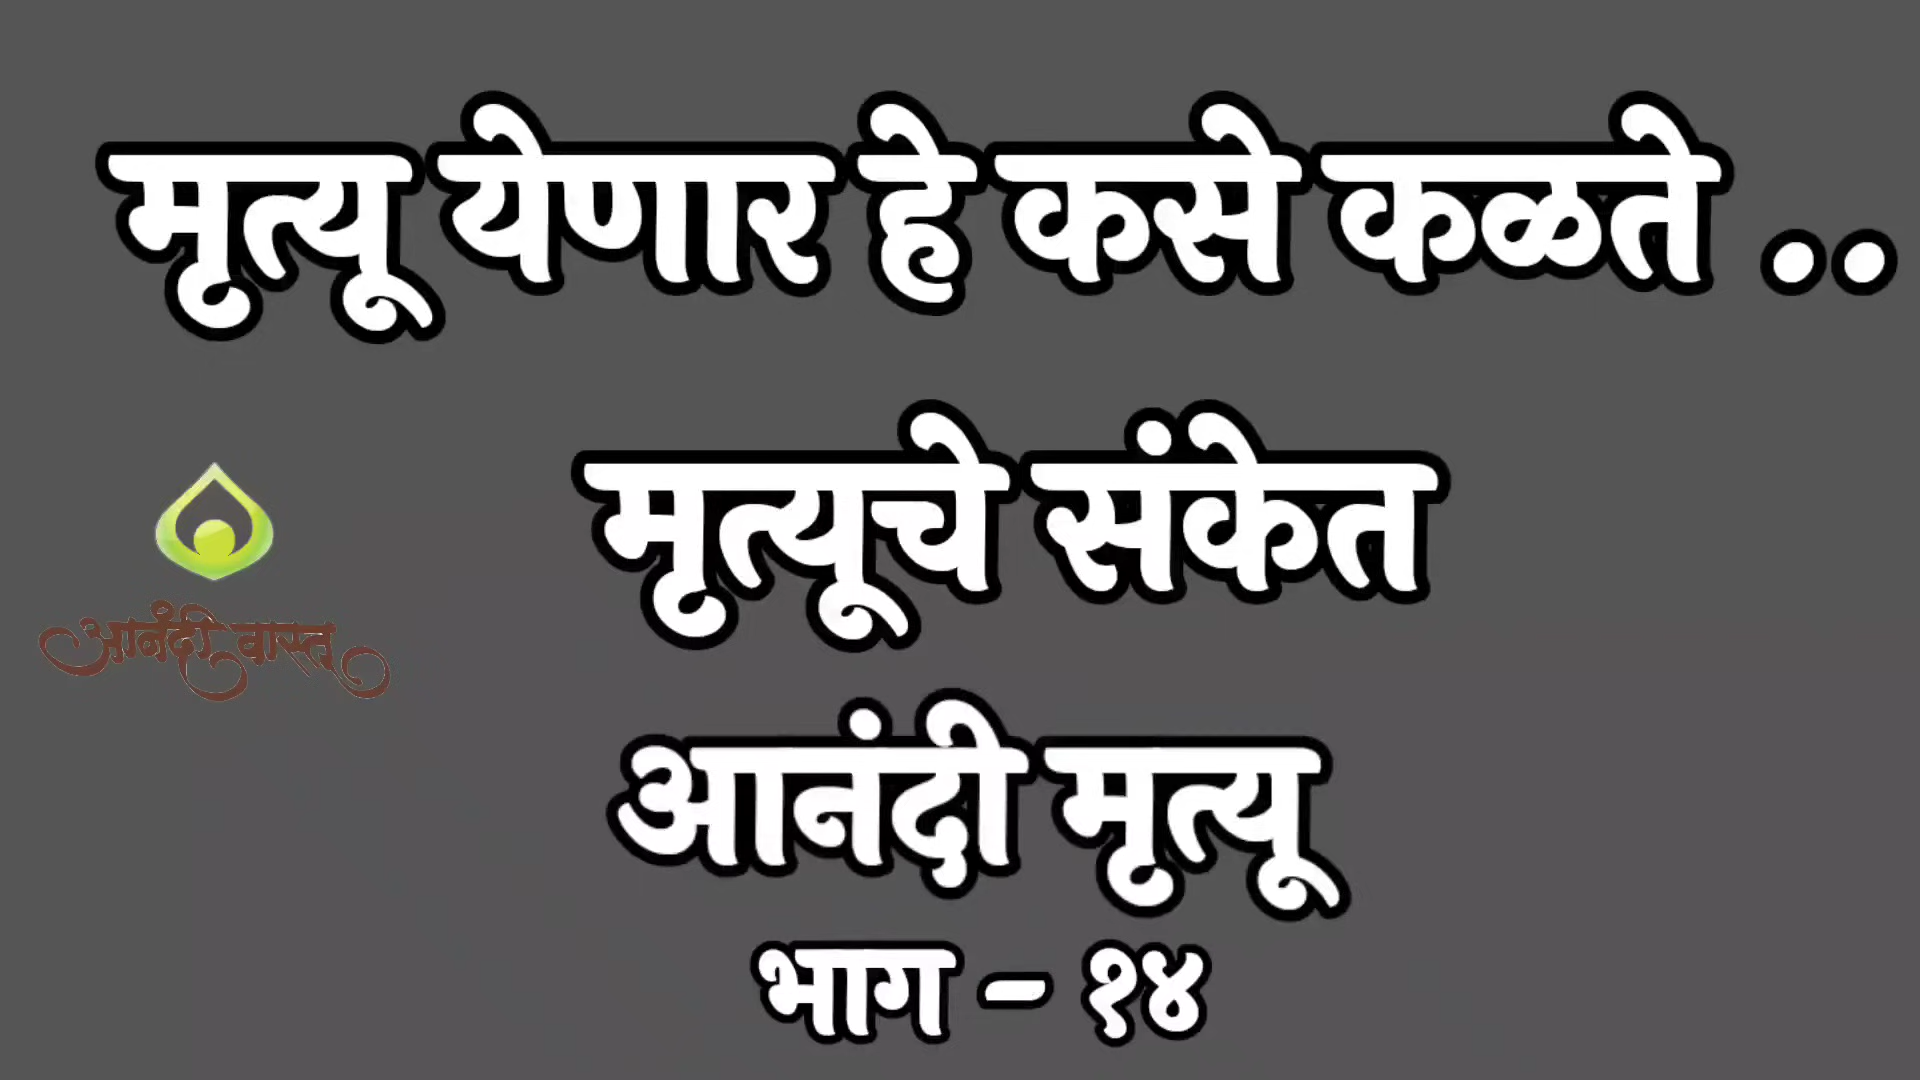 मृत्यू येणार हे कसे कळते ..
मृत्यूचे संकेत
आनंदी वास्तू
आनंदी मृत्यू
भाग - १४